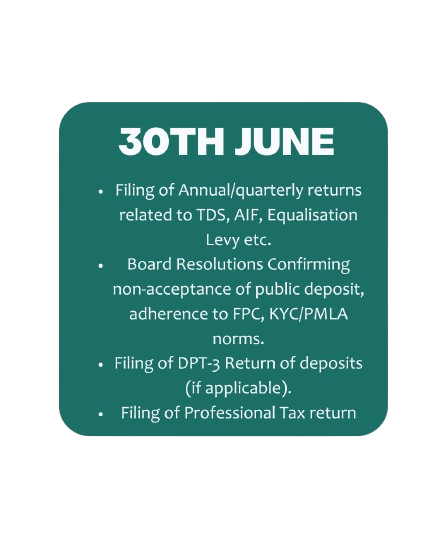 30TH JUNE
• Filing of Annual/quarterly returns
related to TDS, AIF, Equalisation
Levy etc.
• Board Resolutions Confirming
non-acceptance of public deposit,
adherence to FPC, KYC/PMLA
norms.
• Filing of DPT-3 Return of deposits
(if applicable).
• Filing of Professional Tax return